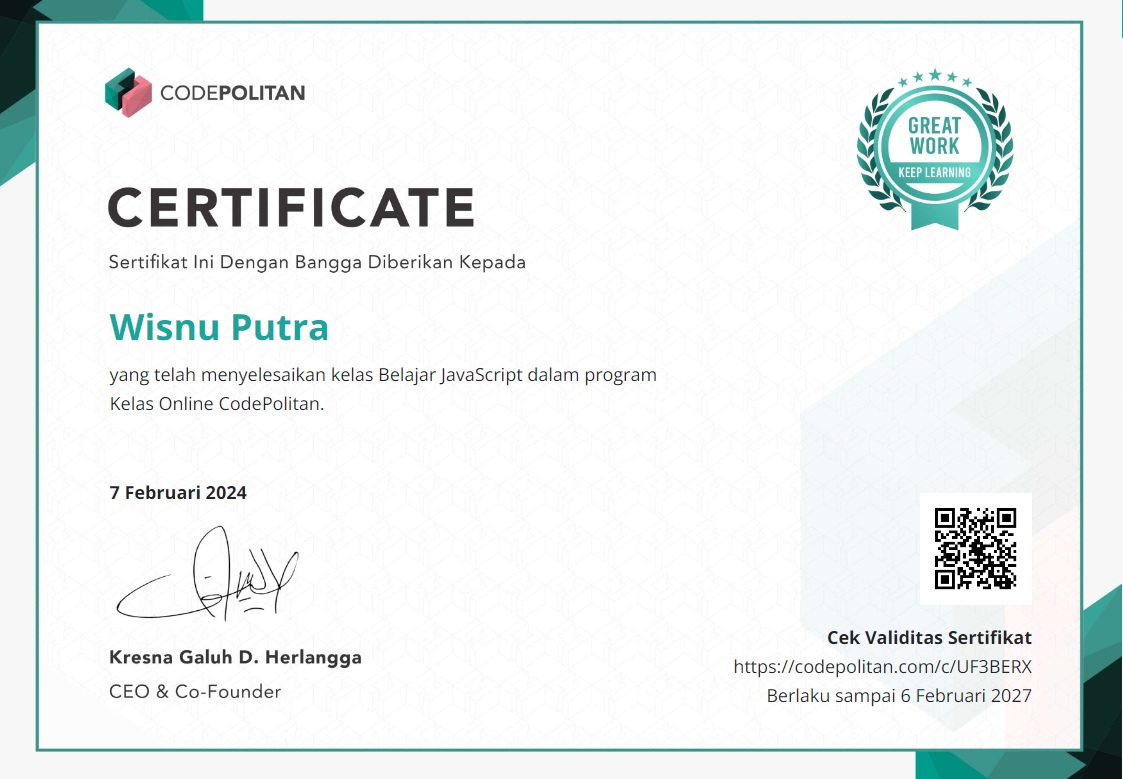 CODEPOLITAN
GREAT
WORK
KEEP LEARNING
CERTIFICATE
Sertifikat Ini Dengan Bangga Diberikan Kepada
Wisnu Putra
yang telah menyelesaikan kelas Belajar JavaScript dalam program
Kelas Online CodePolitan.
7 Februari 2024
Kresna Galuh D. Herlangga
CEO & Co-Founder
Cek Validitas Sertifikat
https://codepolitan.com/c/UF3BERX
Berlaku sampai 6 Februari 2027